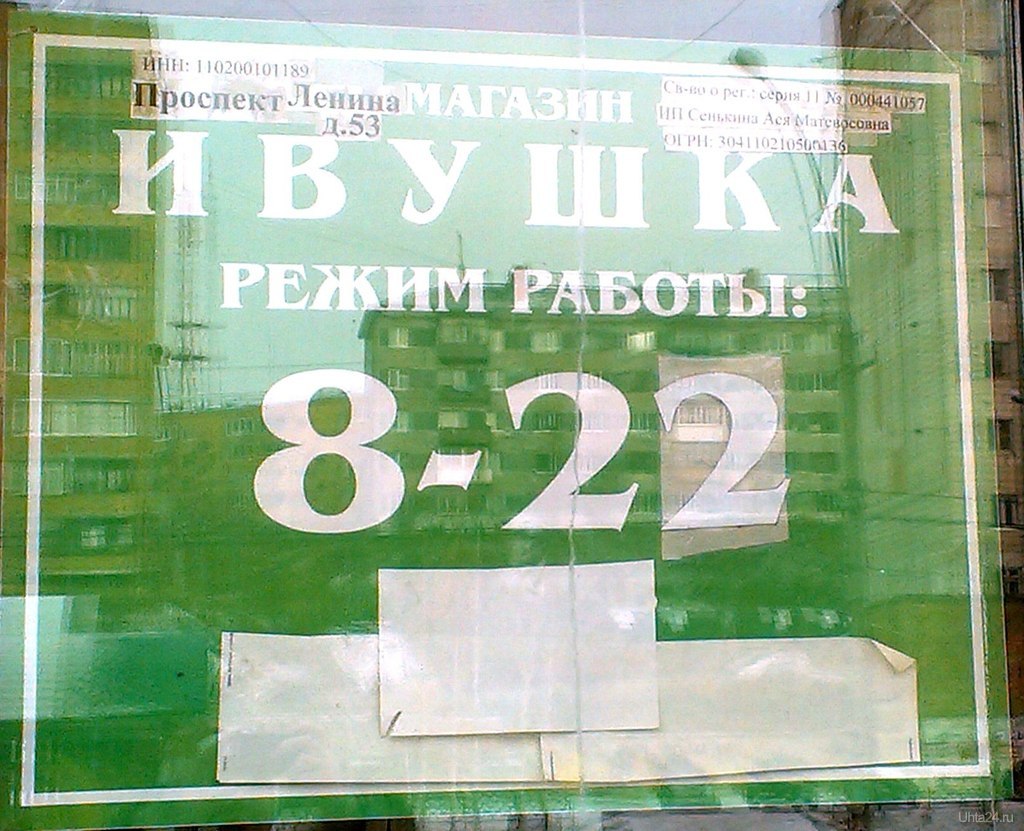 ИНН: 110200101189
Проспект Ленина
д.53
МАГАЗИН
Св-во о рег.: серия 11 № 000441057
ИП Сенькина Ася Матевосовна
ОГРН: 304110210500136
ИВУШКА
РЕЖИМ РАБОТЫ:
8-22
Uhta24.ru